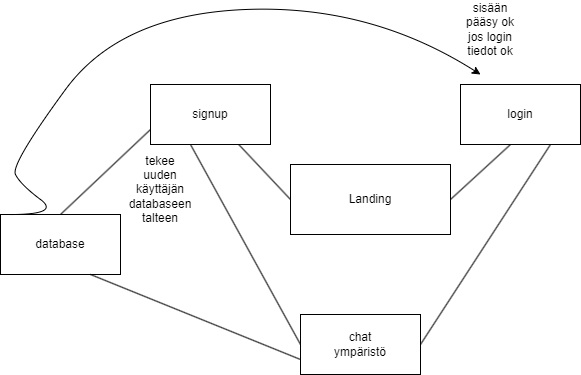 sisään
pääsy ok
jos login
tiedot ok
signup
login
tekee
uuden
käyttäjän
databaseen
talteen
Landing
database
chat
ympäristö